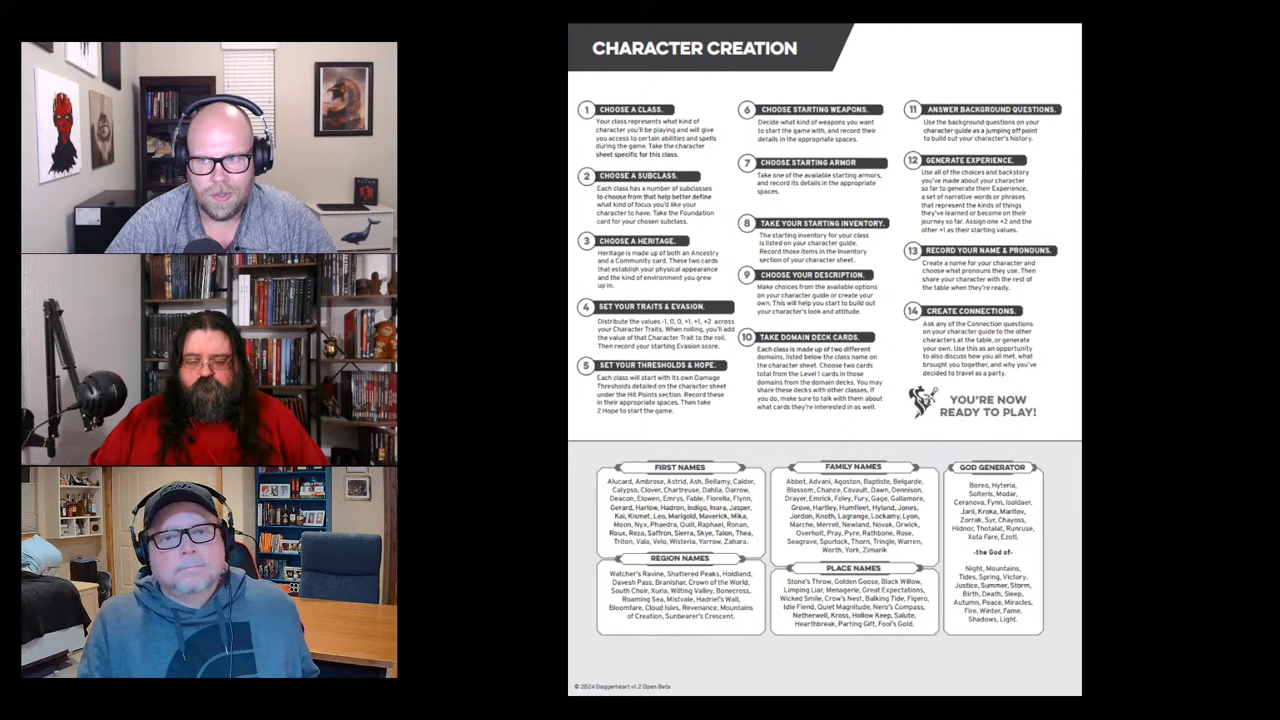 CHARACTER CREATION
1 CHOOSE A CLASS.
Your class represents what kind of
character you'll be playing and will give
you access to certain abilities and spells
during the game. Take the character
sheet specific for this class.
2 CHOOSE A SUBCLASS.
Each class has a number of subclasses
to choose from that help better define
what kind of focus you'd like your
character to have. Take the Foundation
card for your chosen subclass.
3 CHOOSE A HERITAGE.
Heritage is made up of both an Ancestry
and a Community card. These two cards
that establish your physical appearance
and the kind of environment you grew
up in.
4 SET YOUR TRAITS & EVASION.
Distribute the values -1, 0, 0, +1, +1, +2 across
your Character Traits. When rolling, you'll add
the value of that Character Trait to the roll.
Then record your starting Evasion score.
5 SET YOUR THRESHOLDS & HOPE.
Each class will start with its own Damage
Thresholds detailed on the character sheet
under the Hit Points section. Record these
in their appropriate spaces. Then take
2 Hope to start the game.
6 CHOOSE STARTING WEAPONS.
Decide what kind of weapons you want
to start the game with, and record their
details in the appropriate spaces.
7 CHOOSE STARTING ARMOR
Take one of the available starting armors,
and record its details in the appropriate
spaces.
8 TAKE YOUR STARTING INVENTORY.
The starting inventory for your class
is listed on your character guide.
Record those items in the Inventory
section of your character sheet.
9 CHOOSE YOUR DESCRIPTION.
Make choices from the available options
on your character guide or create your
own. This will help you start to build out
your character's look and attitude.
10 TAKE DOMAIN DECK CARDS.
Each class is made up of two different
domains, listed below the class name on
the character sheet. Choose two cards
total from the Level 1 cards in those
domains from the domain decks. You may
share these decks with other classes. If
you do, make sure to talk with them about
what cards they're interested in as well.
11 ANSWER BACKGROUND QUESTIONS.
Use the background questions on your
character guide as a jumping off point
to build out your character's history.
12 GENERATE EXPERIENCE.
Use all of the choices and backstory
you've made about your character
so far to generate their Experience,
a set of narrative words or phrases
that represent the kinds of things
they've learned or become on their
journey so far. Assign one +2 and the
other +1 as their starting values.
13 RECORD YOUR NAME & PRONOUNS.
Create a name for your character and
choose what pronouns they use. Then
share your character with the rest of
the table when they're ready.
14 CREATE CONNECTIONS.
Ask any of the Connection questions
on your character guide to the other
characters at the table, or generate
your own. Use this as an opportunity
to also discuss how you all met, what
brought you together, and why you've
decided to travel as a party.
YOU'RE NOW
READY TO PLAY!
FIRST NAMES
Alucard, Ambrose, Astrid, Ash, Bellamy, Calder,
Calypso, Clover, Chartreuse, Dahlia, Darrow,
Deacon, Elowen, Emrys, Fable, Fiorella, Flynn,
Gerard, Harlow, Hadron, Indigo, Inara, Jasper,
Kai, Kismet, Leo, Marigold, Maverick, Mika,
Moon, Nyx, Phaedra, Quill, Raphael, Ronan,
Roux, Reza, Saffron, Sierra, Skye, Talon, Thea,
Triton, Vala, Velo, Wisteria, Yarrow, Zahara.
REGION NAMES
Watcher's Ravine, Shattered Peaks, Holdland,
Davesh Pass, Branishar, Crown of the World,
South Choir, Xuria, Wilting Valley, Bonecross,
Roaming Sea, Mistvale, Hadriel's Wall,
Bloomfare, Cloud Isles, Revenance, Mountains
of Creation, Sunbearer's Crescent.
FAMILY NAMES
Abbot, Advani, Agoston, Baptiste, Belgarde,
Blossom, Chance, Covault, Dawn, Dennison,
Drayer, Emrick, Foley, Fury, Gage, Gallamore,
Grove, Hartley, Humfleet, Hyland, Jones,
Jordon, Knoth, Lagrange, Lockamy, Lyon,
Marche, Merrell, Newland, Novak, Orwick,
Overholt, Pray, Pyre, Rathbone, Rose,
Seagrave, Spurlock, Thorn, Tringle, Warren,
Worth, York, Zimarik
PLACE NAMES
Stone's Throw, Golden Goose, Black Willow,
Limping Liar, Menagerie, Great Expectations,
Wicked Smile, Crow's Nest, Balking Tide, Figero,
Idle Fiend, Quiet Magnitude, Nero's Compass,
Netherwell, Kross, Hollow Keep, Salute,
Hearthbreak, Parting Gift, Fool's Gold.
GOD GENERATOR
Boreo, Hyteria,
Solteris, Modar,
Ceranova, Fynn, Isoldaer,
Jarii, Kroka, Maritov,
Zorrak, Syr, Chayoss,
Hidnor, Thotalat, Runruse,
Xota Fare, Ezotl.
-the God of-
Night, Mountains,
Tides, Spring, Victory,
Justice, Summer, Storm,
Birth, Death, Sleep,
Autumn, Peace, Miracles,
Fire, Winter, Fame,
Shadows, Light.
© 2024 Daggerheart v1.2 Open Beta